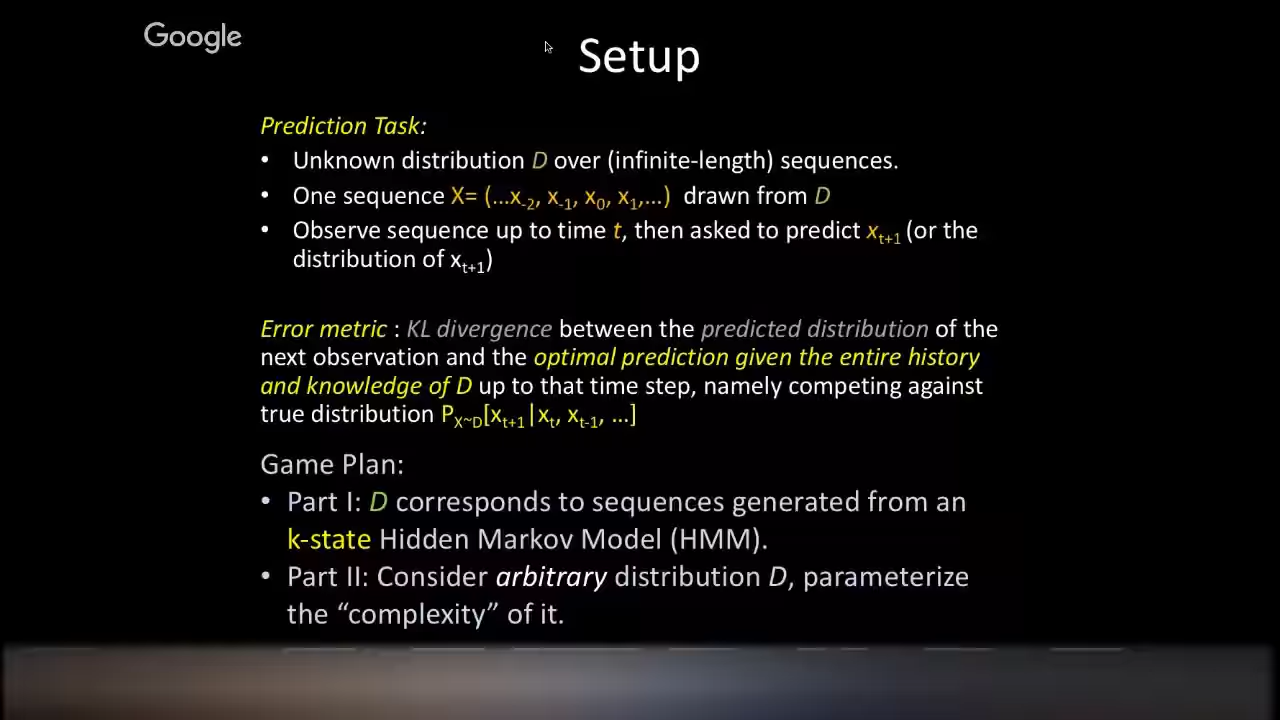 Google
Setup
Prediction Task:
• Unknown distribution D over (infinite-length) sequences.
• One sequence X= (…x-2, x-1, x0, x1,…) drawn from D
• Observe sequence up to time t, then asked to predict xt+1 (or the
distribution of xt+1)
Error metric : KL divergence between the predicted distribution of the
next observation and the optimal prediction given the entire history
and knowledge of D up to that time step, namely competing against
true distribution PX~D[xt+1|xt, xt-1, …]
Game Plan:
• Part I: D corresponds to sequences generated from an
k-state Hidden Markov Model (HMM).
• Part II: Consider arbitrary distribution D, parameterize
the “complexity” of it.